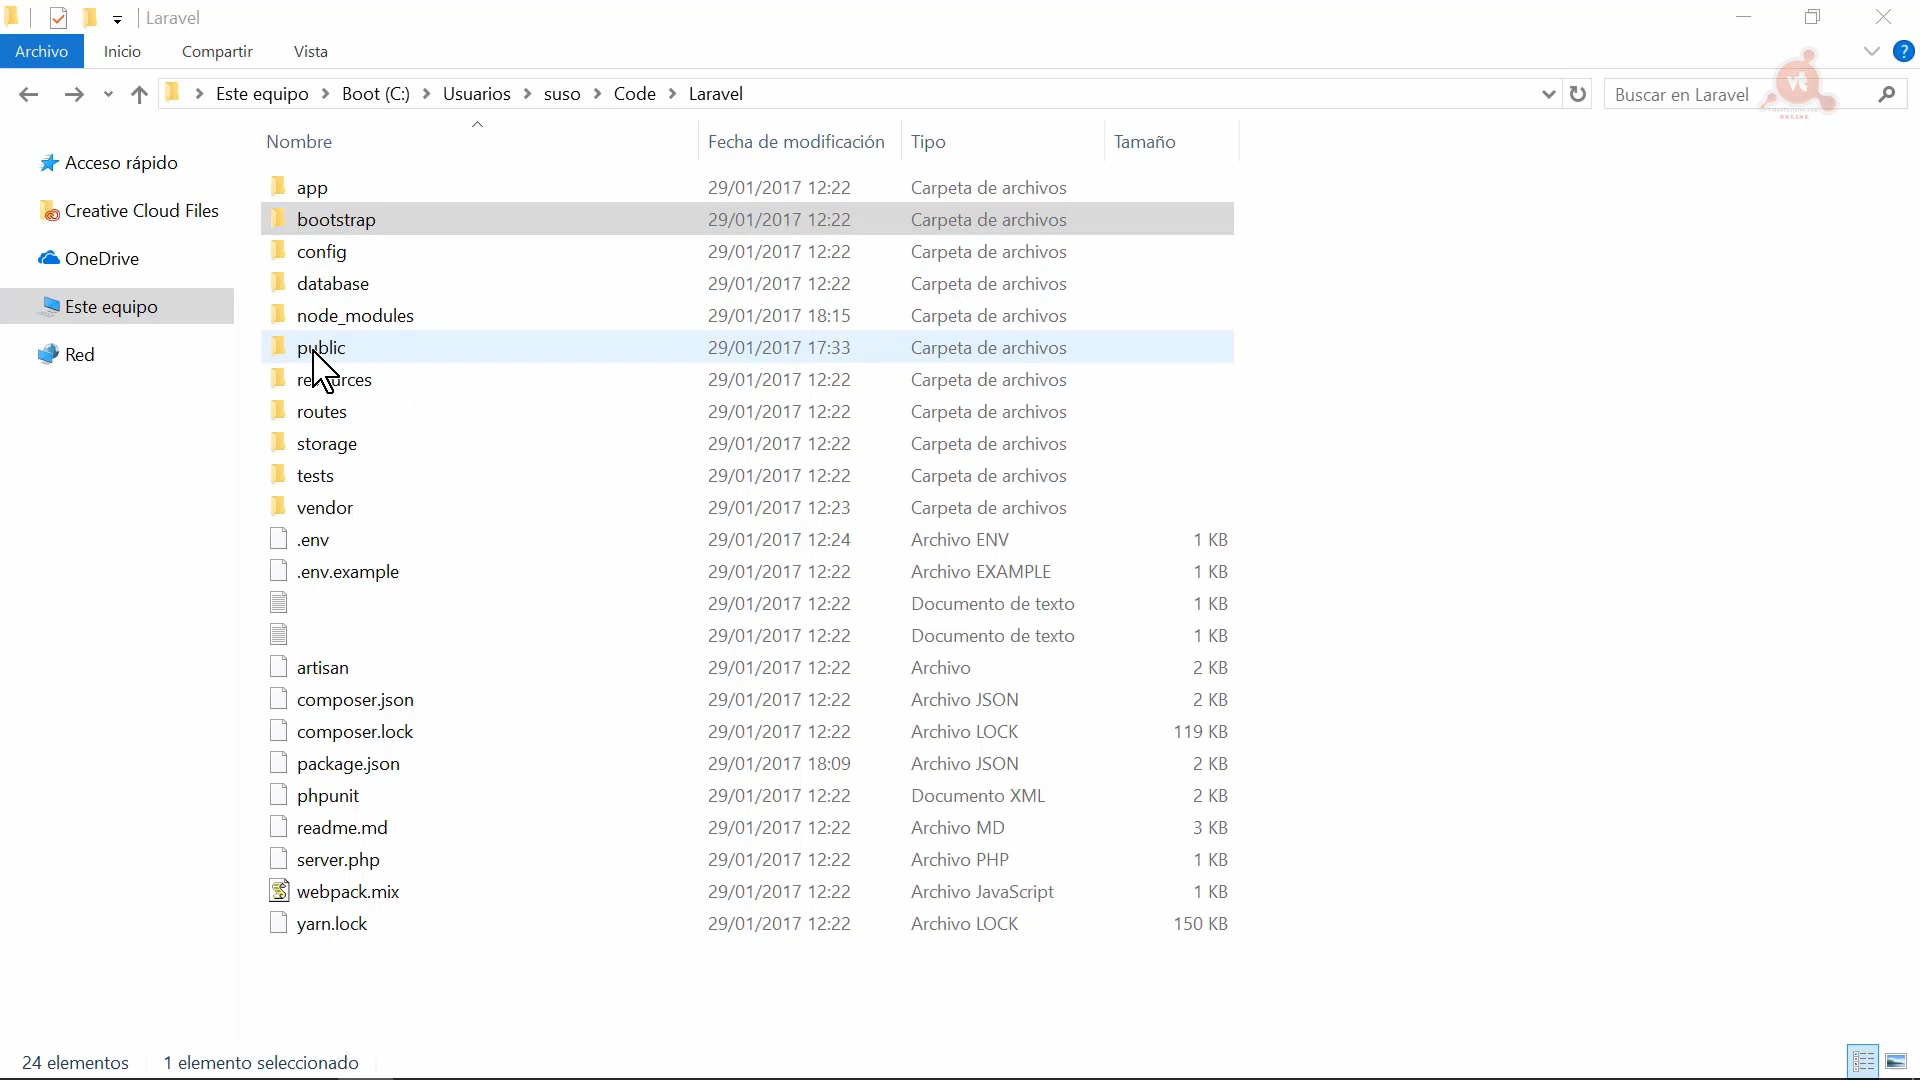 Laravel
Archivo Inicio Compartir Vista ?
Este equipo Boot (C:) Usuarios suso Code Laravel Buscar en Laravel
vt
ONLINE
Nombre Fecha de modificación Tipo Tamaño
Acceso rápido
Creative Cloud Files
OneDrive
Este equipo
Red
app 29/01/2017 12:22 Carpeta de archivos
bootstrap 29/01/2017 12:22 Carpeta de archivos
config 29/01/2017 12:22 Carpeta de archivos
database 29/01/2017 12:22 Carpeta de archivos
node_modules 29/01/2017 18:15 Carpeta de archivos
public 29/01/2017 17:33 Carpeta de archivos
resources 29/01/2017 12:22 Carpeta de archivos
routes 29/01/2017 12:22 Carpeta de archivos
storage 29/01/2017 12:22 Carpeta de archivos
tests 29/01/2017 12:22 Carpeta de archivos
vendor 29/01/2017 12:23 Carpeta de archivos
.env 29/01/2017 12:24 Archivo ENV 1 KB
.env.example 29/01/2017 12:22 Archivo EXAMPLE 1 KB
29/01/2017 12:22 Documento de texto 1 KB
29/01/2017 12:22 Documento de texto 1 KB
artisan 29/01/2017 12:22 Archivo 2 KB
composer.json 29/01/2017 12:22 Archivo JSON 2 KB
composer.lock 29/01/2017 12:22 Archivo LOCK 119 KB
package.json 29/01/2017 18:09 Archivo JSON 2 KB
phpunit 29/01/2017 12:22 Documento XML 2 KB
readme.md 29/01/2017 12:22 Archivo MD 3 KB
server.php 29/01/2017 12:22 Archivo PHP 1 KB
webpack.mix 29/01/2017 12:22 Archivo JavaScript 1 KB
yarn.lock 29/01/2017 12:22 Archivo LOCK 150 KB
24 elementos 1 elemento seleccionado